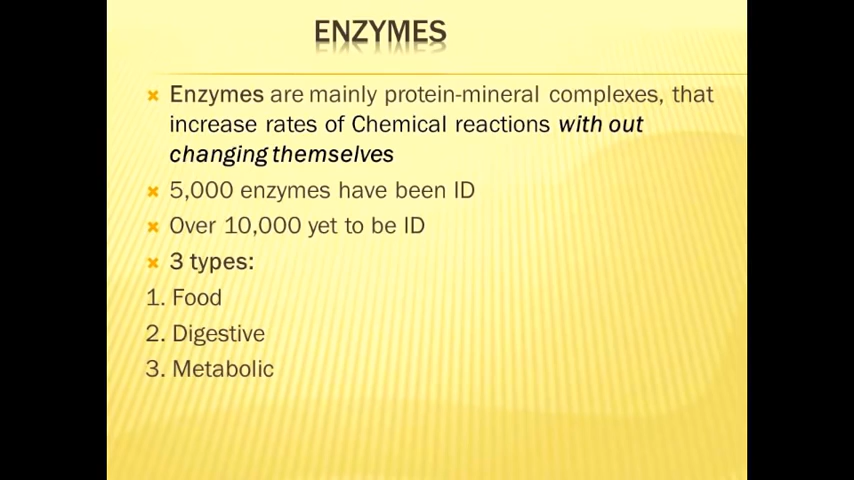 ENZYMES
Enzymes are mainly protein-mineral complexes, that
increase rates of Chemical reactions with out
changing themselves
5,000 enzymes have been ID
Over 10,000 yet to be ID
3 types:
1. Food
2. Digestive
3. Metabolic